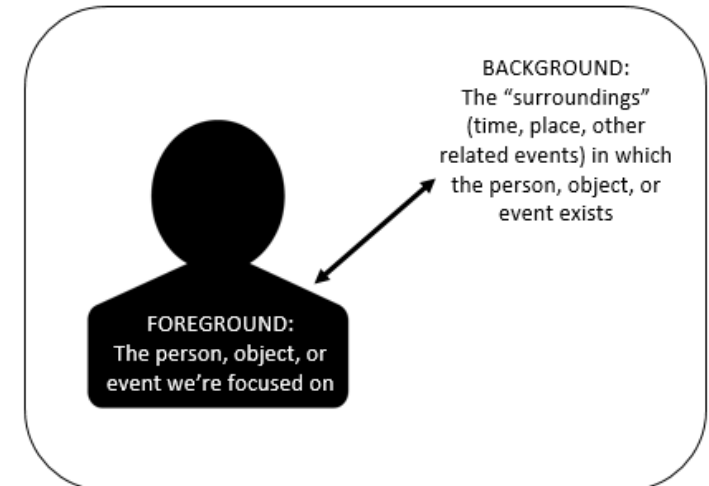 BACKGROUND:
The “surroundings”
(time, place, other
related events) in which
the person, object, or
event exists
FOREGROUND:
The person, object, or
event we’re focused on